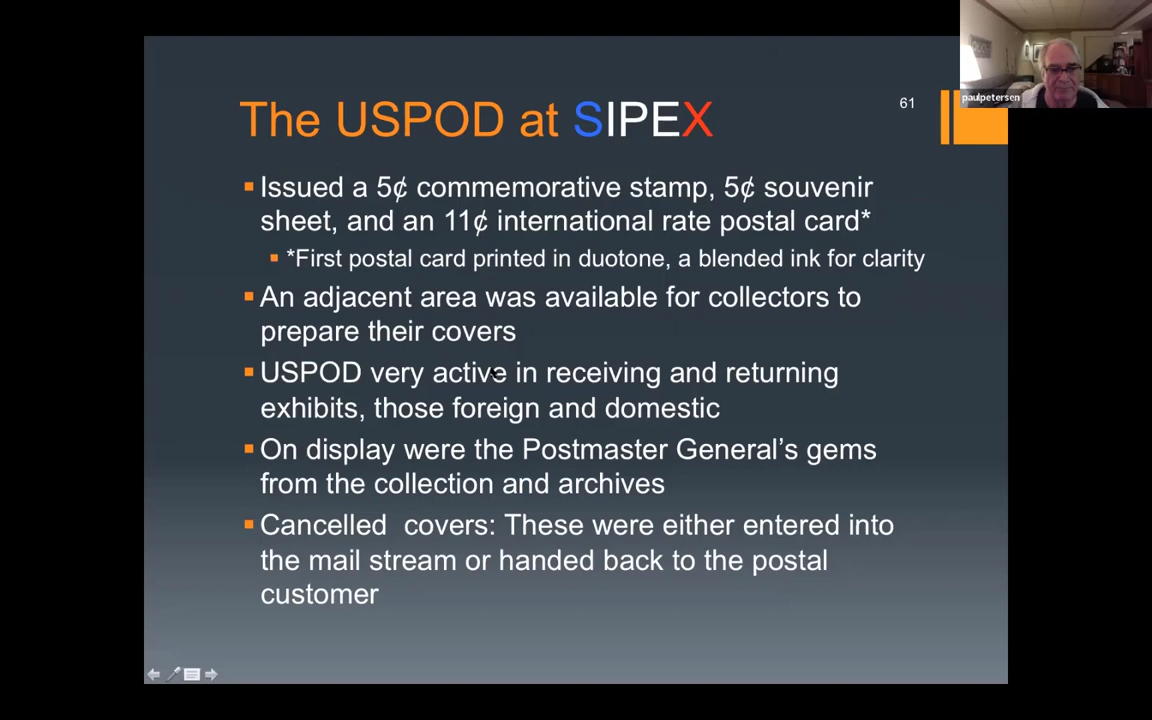 paulpetersen
61
The USPOD at SIPEX
Issued a 5¢ commemorative stamp, 5¢ souvenir
sheet, and an 11¢ international rate postal card*
*First postal card printed in duotone, a blended ink for clarity
An adjacent area was available for collectors to
prepare their covers
USPOD very active in receiving and returning
exhibits, those foreign and domestic
On display were the Postmaster General’s gems
from the collection and archives
Cancelled  covers: These were either entered into
the mail stream or handed back to the postal
customer